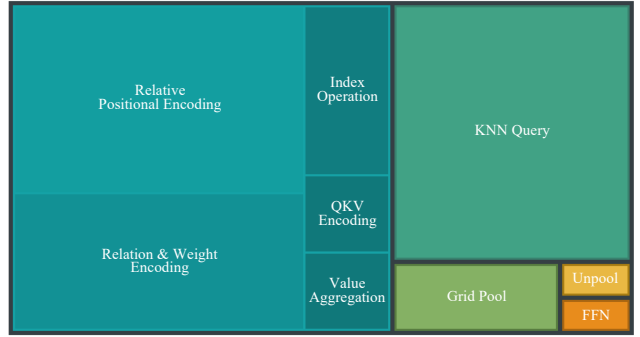 Relative
Positional Encoding
Index
Operation
KNN Query
QKV
Encoding
Relation & Weight
Encoding
Value
Aggregation
Grid Pool
Unpool
FFN